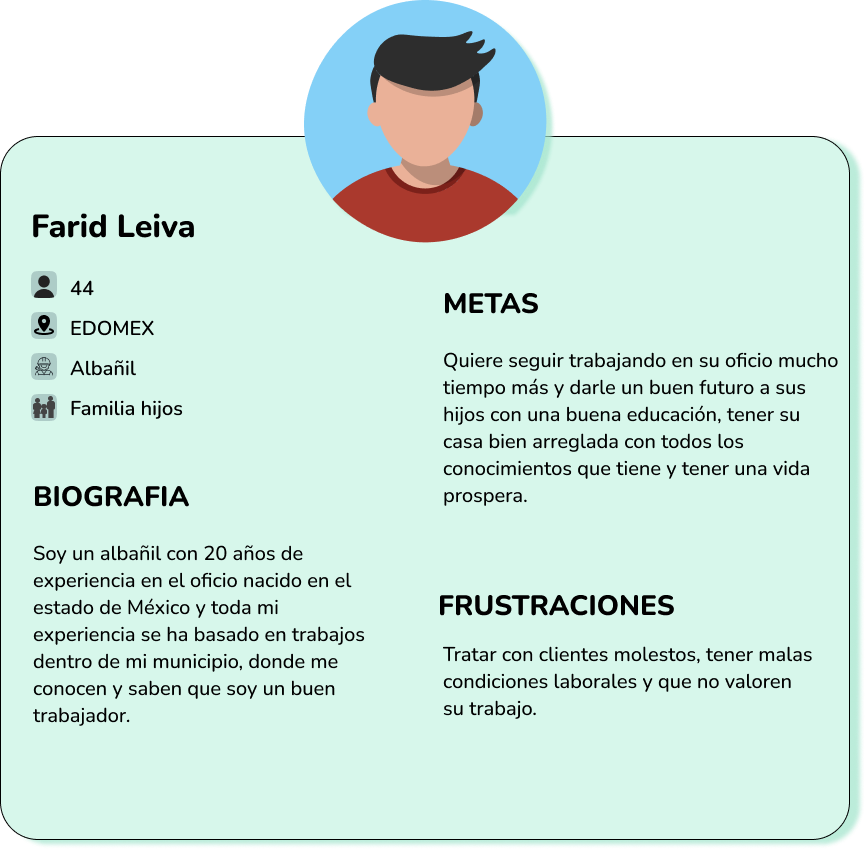 Farid Leiva
44
EDOMEX
Albañil
Familia hijos
BIOGRAFIA
Soy un albañil con 20 años de
experiencia en el oficio nacido en el
estado de México y toda mi
experiencia se ha basado en trabajos
dentro de mi municipio, donde me
conocen y saben que soy un buen
trabajador.
METAS
Quiere seguir trabajando en su oficio mucho
tiempo más y darle un buen futuro a sus
hijos con una buena educación, tener su
casa bien arreglada con todos los
conocimientos que tiene y tener una vida
prospera.
FRUSTRACIONES
Tratar con clientes molestos, tener malas
condiciones laborales y que no valoren
su trabajo.